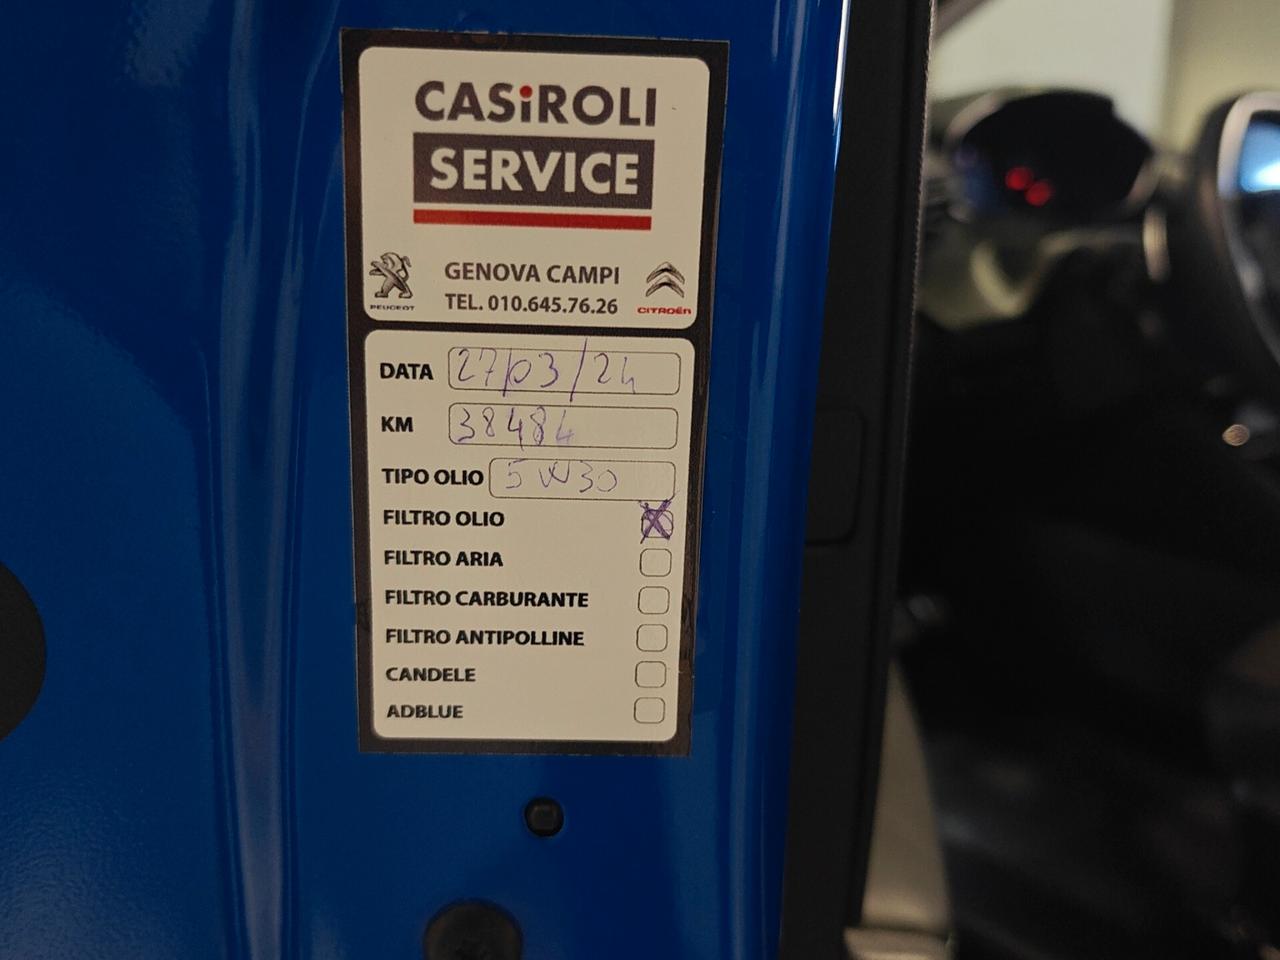 CASiROLI
SERVICE
GENOVA CAMPI
TEL. 010.645.76.26
PEUGEOT
CITROËN
DATA 27/03/24
KM 38484
TIPO OLIO 5W30
FILTRO OLIO X
FILTRO ARIA
FILTRO CARBURANTE
FILTRO ANTIPOLLINE
CANDELE
ADBLUE